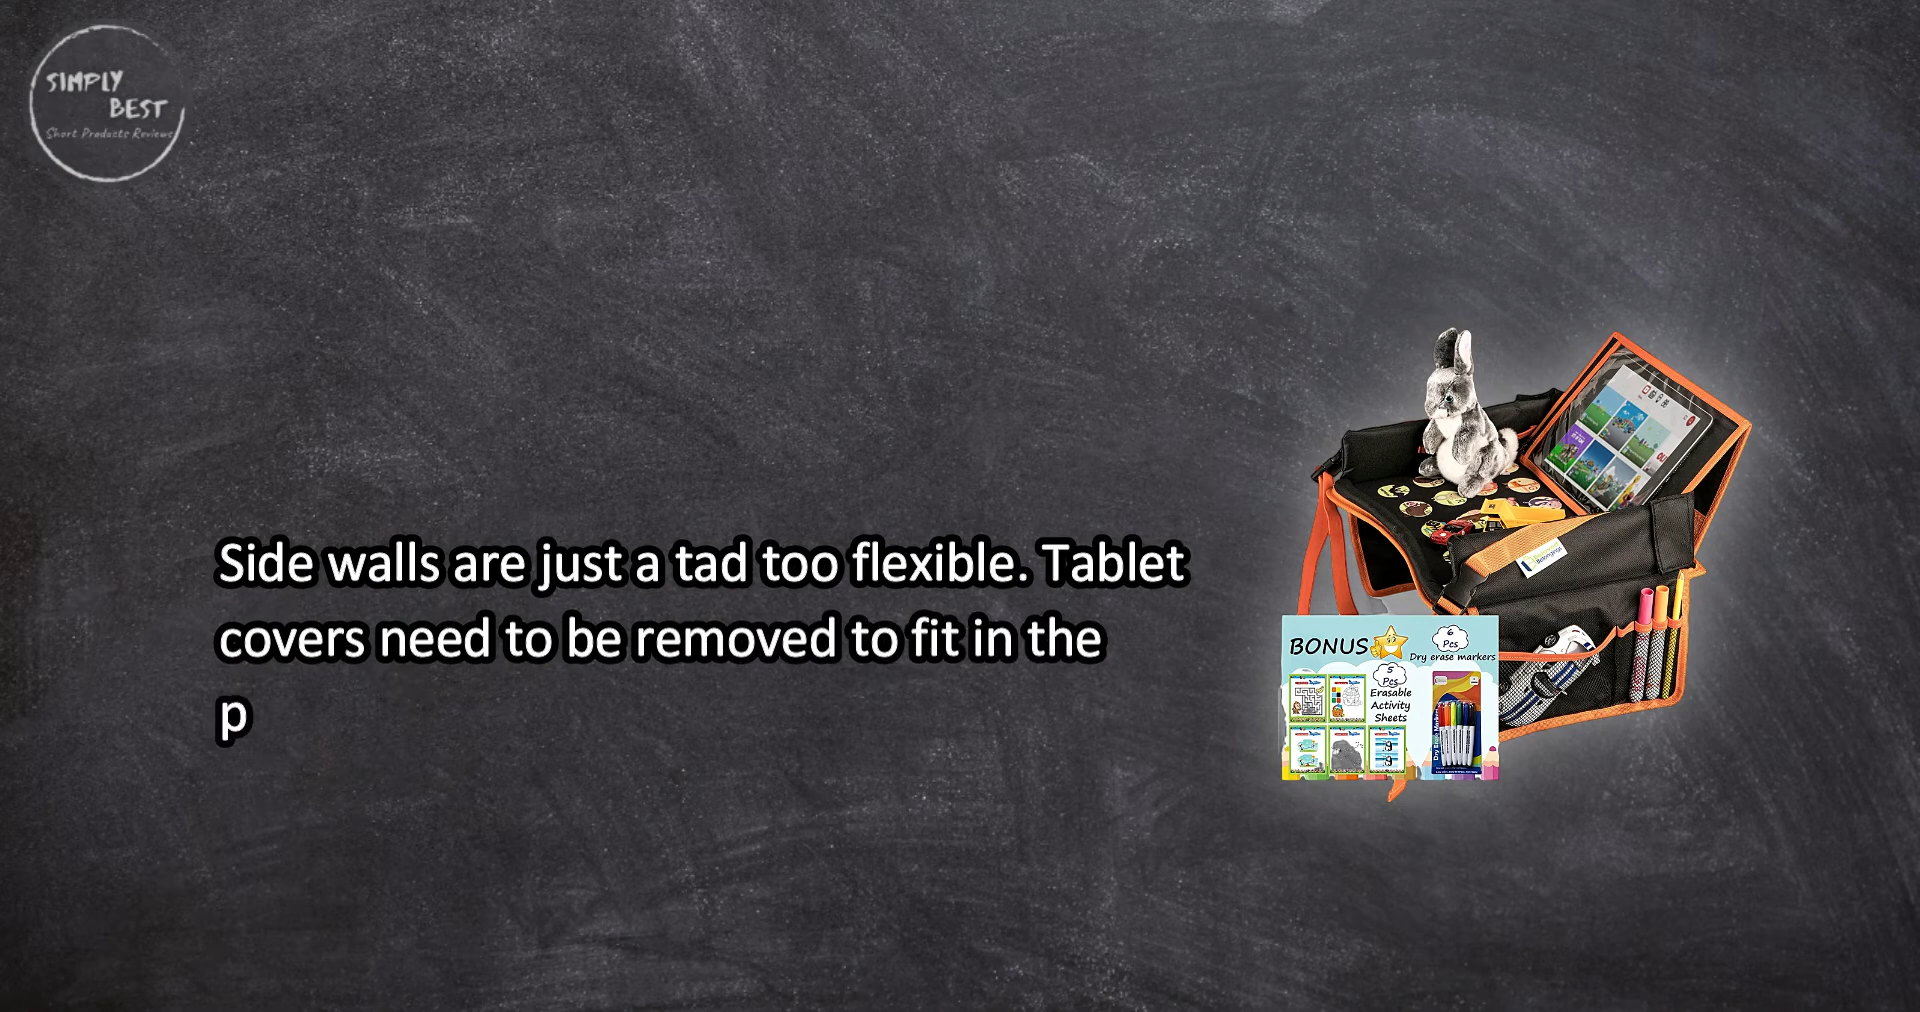 SIMPLY
BEST
Short Products Reviews
Side walls are just a tad too flexible. Tablet
covers need to be removed to fit in the
p
BONUS
6
Pcs
Dry erase markers
5
Pcs
Erasable
Activity
Sheets